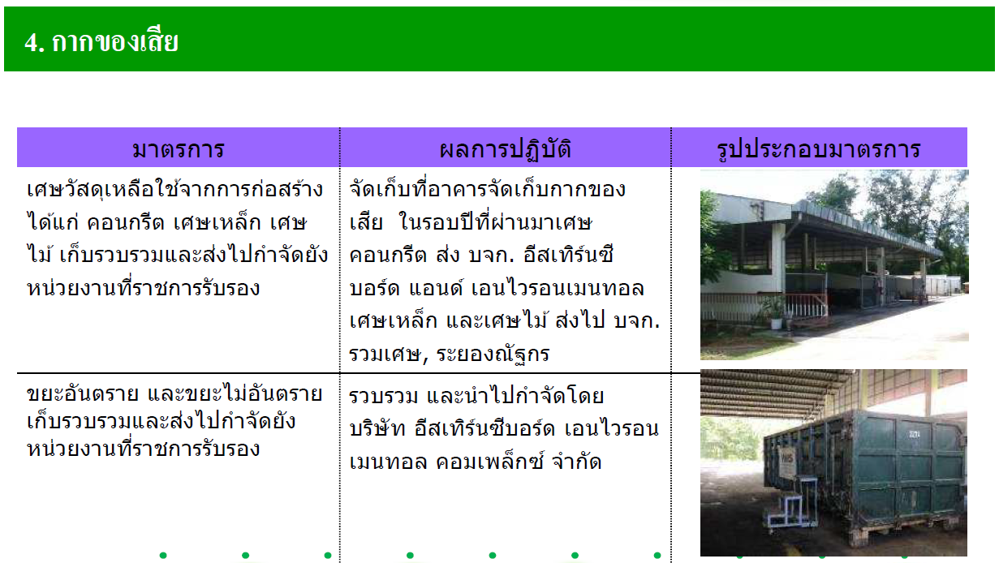 4. กากของเสีย
มาตรการ
ผลการปฏิบัติ
รูปประกอบมาตรการ
เศษวัสดุเหลือใช้จากการก่อสร้าง
ได้แก่ คอนกรีต เศษเหล็ก เศษ
ไม้ เก็บรวบรวมและส่งไปกำจัดยัง
หน่วยงานที่ราชการรับรอง
จัดเก็บที่อาคารจัดเก็บกากของ
เสีย ในรอบปีที่ผ่านมาเศษ
คอนกรีต ส่ง บจก. อีสเทิร์นซี
บอร์ด แอนด์ เอนไวรอนเมนทอล
เศษเหล็ก และเศษไม้ ส่งไป บจก.
รวมเศษ, ระยองณัฐกร
ขยะอันตราย และขยะไม่อันตราย
เก็บรวบรวมและส่งไปกำจัดยัง
หน่วยงานที่ราชการรับรอง
รวบรวม และนำไปกำจัดโดย
บริษัท อีสเทิร์นซีบอร์ด เอนไวรอน
เมนทอล คอมเพล็กซ์ จำกัด